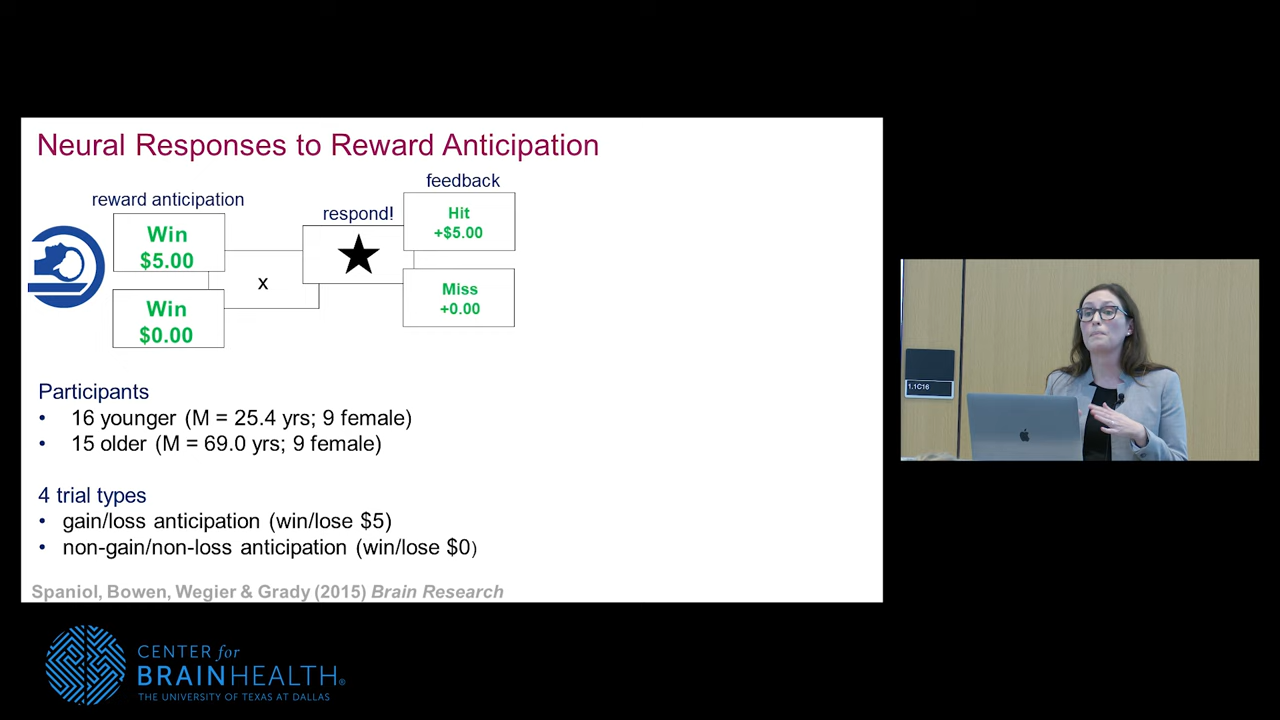 Neural Responses to Reward Anticipation
reward anticipation
Win
$5.00
Win
$0.00
x
respond!
feedback
Hit
+$5.00
Miss
+0.00
Participants
• 16 younger (M = 25.4 yrs; 9 female)
• 15 older (M = 69.0 yrs; 9 female)
4 trial types
• gain/loss anticipation (win/lose $5)
• non-gain/non-loss anticipation (win/lose $0)
Spaniol, Bowen, Wegier & Grady (2015) Brain Research
1.1C16
CENTER for
BRAINHEALTH®
THE UNIVERSITY OF TEXAS AT DALLAS